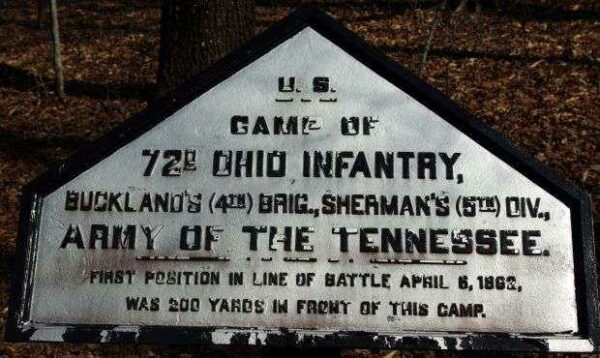 U. S.
CAMP OF
72D OHIO INFANTRY,
BUCKLAND'S (4TH) BRIG., SHERMAN'S (5TH) DIV.,
ARMY OF THE TENNESSEE.
FIRST POSITION IN LINE OF BATTLE APRIL 6, 1862,
WAS 200 YARDS IN FRONT OF THIS CAMP.